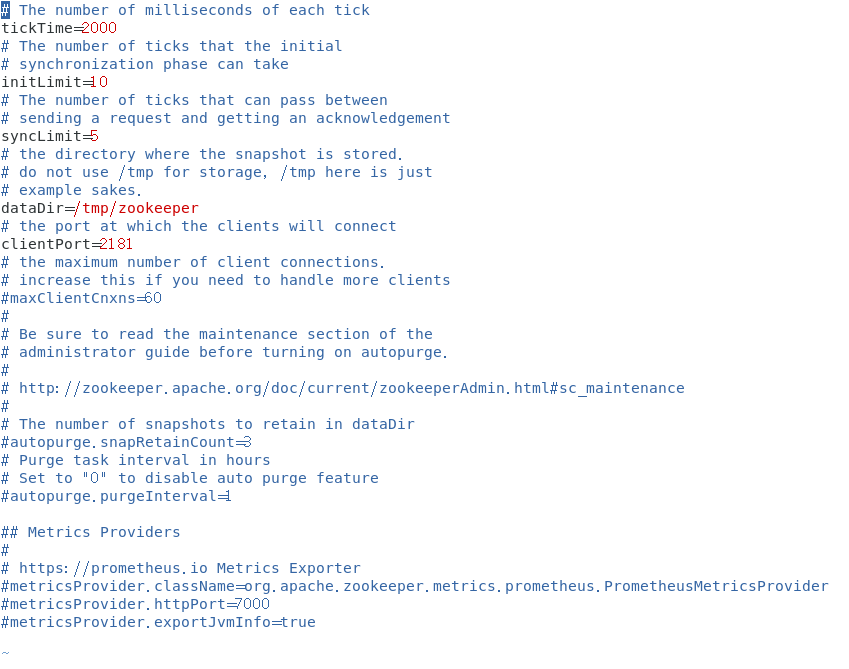 # The number of milliseconds of each tick
tickTime=2000
# The number of ticks that the initial
# synchronization phase can take
initLimit=10
# The number of ticks that can pass between
# sending a request and getting an acknowledgement
syncLimit=5
# the directory where the snapshot is stored.
# do not use /tmp for storage, /tmp here is just
# example sakes.
dataDir=/tmp/zookeeper
# the port at which the clients will connect
clientPort=2181
# the maximum number of client connections.
# increase this if you need to handle more clients
#maxClientCnxns=60
#
# Be sure to read the maintenance section of the
# administrator guide before turning on autopurge.
#
# http://zookeeper.apache.org/doc/current/zookeeperAdmin.html#sc_maintenance
#
# The number of snapshots to retain in dataDir
#autopurge.snapRetainCount=3
# Purge task interval in hours
# Set to "0" to disable auto purge feature
#autopurge.purgeInterval=1

## Metrics Providers
#
# https://prometheus.io Metrics Exporter
#metricsProvider.className=org.apache.zookeeper.metrics.prometheus.PrometheusMetricsProvider
#metricsProvider.httpPort=7000
#metricsProvider.exportJvmInfo=true
~